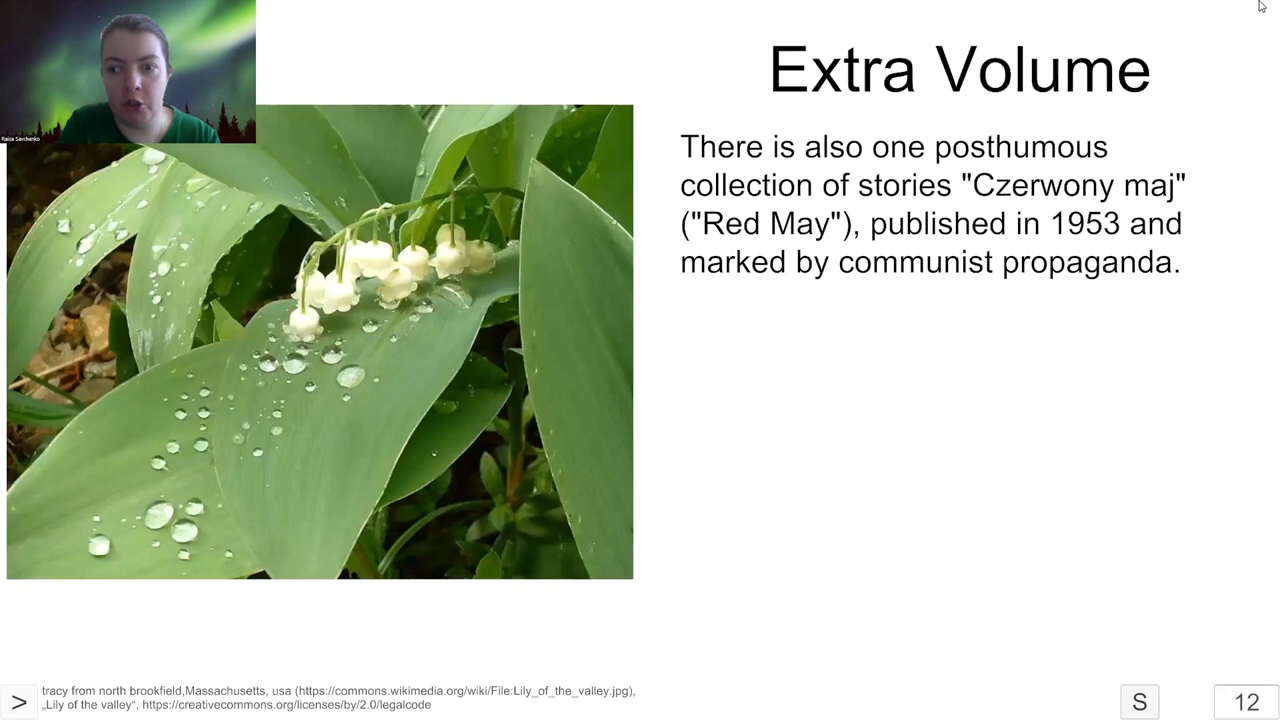 Raisa Savchenko
Extra Volume
There is also one posthumous
collection of stories "Czerwony maj"
("Red May"), published in 1953 and
marked by communist propaganda.
>
tracy from north brookfield,Massachusetts, usa (https://commons.wikimedia.org/wiki/File:Lily_of_the_valley.jpg),
„Lily of the valley“, https://creativecommons.org/licenses/by/2.0/legalcode
S
12